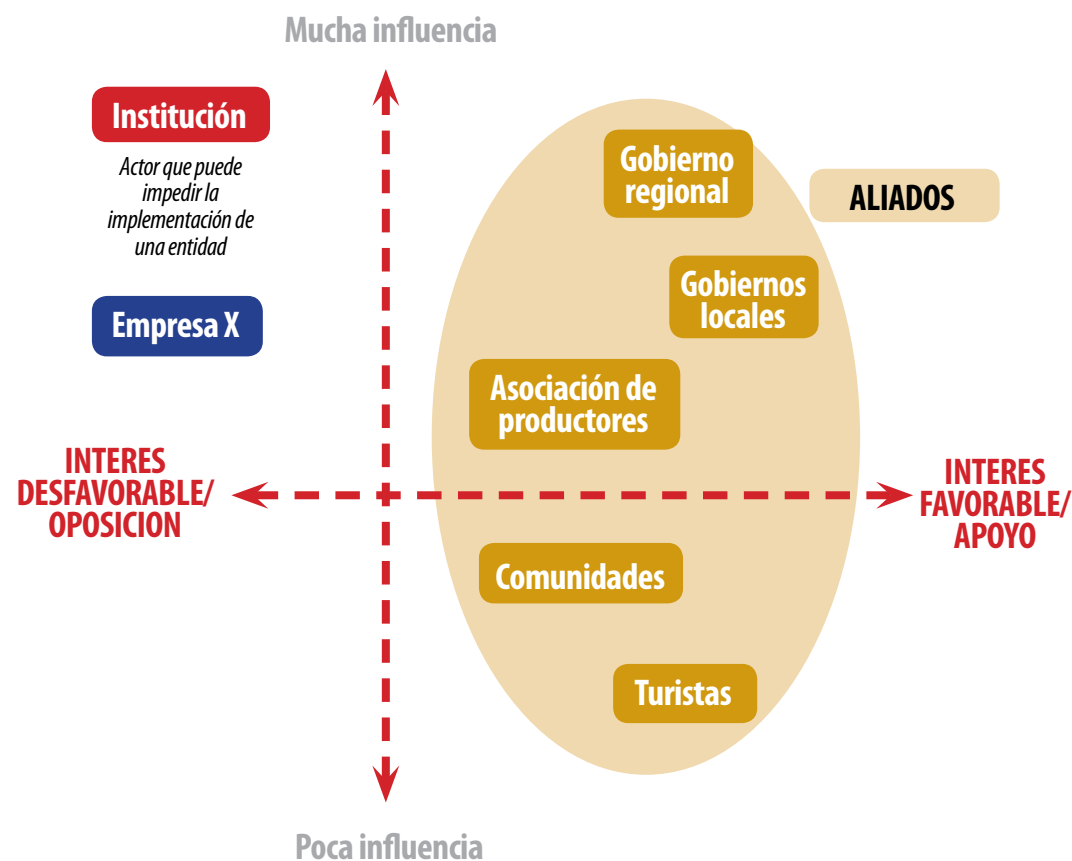 Mucha influencia
Institución
Actor que puede
impedir la
implementación de
una entidad
Empresa X
Gobierno
regional
ALIADOS
Gobiernos
locales
Asociación de
productores
INTERES
DESFAVORABLE/
OPOSICION
INTERES
FAVORABLE/
APOYO
Comunidades
Turistas
Poca influencia